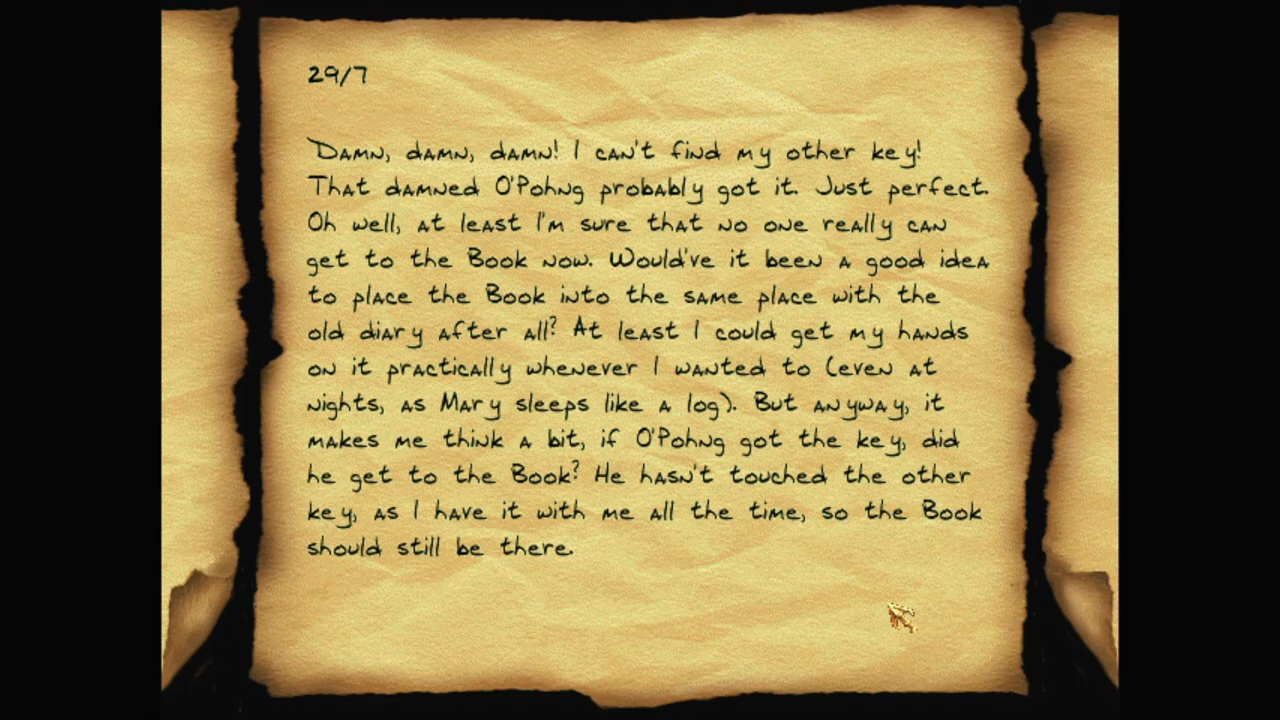 29/7
Damn, damn, damn! I can't find my other key!
That damned O'Pohng probably got it. Just perfect.
Oh well, at least I'm sure that no one really can
get to the Book now. Would've it been a good idea
to place the Book into the same place with the
old diary after all? At least I could get my hands
on it practically whenever I wanted to (even at
nights, as Mary sleeps like a log). But anyway, it
makes me think a bit, if O'Pohng got the key, did
he get to the Book? He hasn't touched the other
key, as I have it with me all the time, so the Book
should still be there.